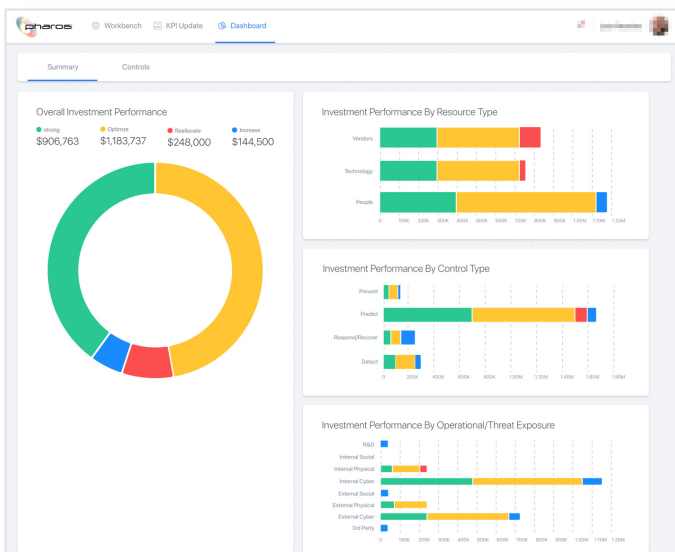 pharos
Workbench KPI Update Dashboard
Summary Controls
Overall Investment Performance
strong Optimize Reallocate Increase
$906,763 $1,183,737 $248,000 $144,500
Investment Performance By Resource Type
Vendors
Technology
People
0 100K 200K 300K 400K 500K 600K 700K 800K 900K 1.00M 1.10M 1.20M
Investment Performance By Control Type
Prevent
Predict
Respond/Recove
Detect
0 200K 400K 600K 800K 1.00M 1.20M 1.40M 1.60M 1.80M
Investment Performance By Operational/Threat Exposure
R&D
Internal Social
Internal Physical
Internal Cyber
External Social
External Physical
External Cyber
3rd Party
0 100K 200K 300K 400K 500K 600K 700K 800K 900K 1.00M 1.10M 1.20M